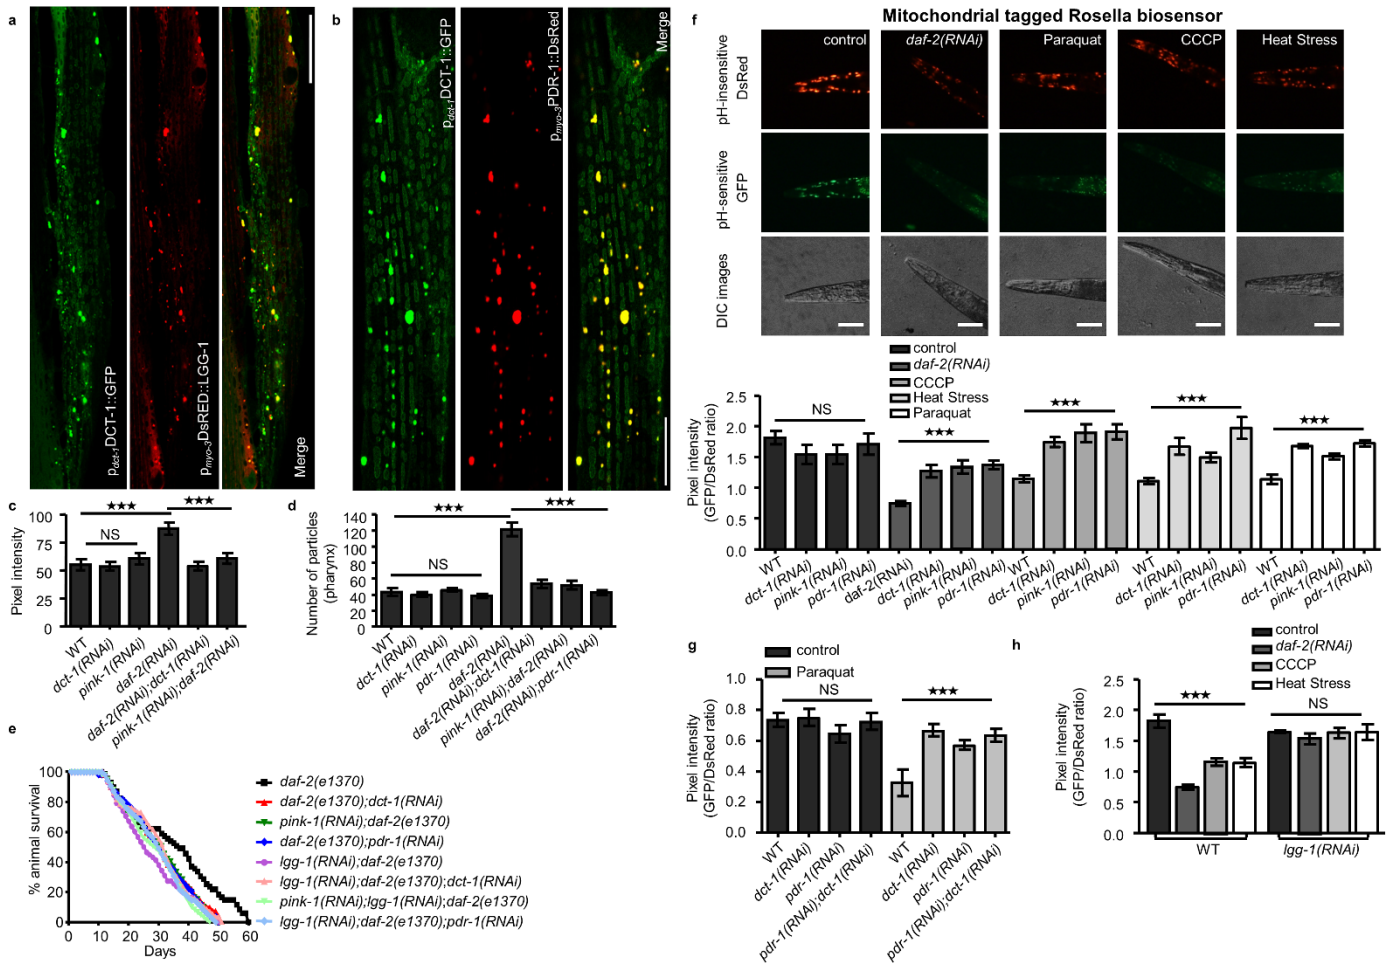 a
p dct-1 DCT-1::GFP
p myo-3 DsRED::LGG-1
Merge
b
p dct-1 DCT-1::GFP
p myo-3 PDR-1::DsRed
Merge
c
Pixel intensity
100
75
50
25
0
NS
★★★
★★★
WT
dct-1(RNAi)
pink-1(RNAi)
daf-2(RNAi)
daf-2(RNAi);dct-1(RNAi)
pink-1(RNAi);daf-2(RNAi)
d
Number of particles
(pharynx)
140
120
100
80
60
40
20
0
NS
★★★
★★★
WT
dct-1(RNAi)
pink-1(RNAi)
pdr-1(RNAi)
daf-2(RNAi)
daf-2(RNAi);dct-1(RNAi)
pink-1(RNAi);daf-2(RNAi)
daf-2(RNAi);pdr-1(RNAi)
e
% animal survival
100
80
60
40
20
0
0 10 20 30 40 50 60
Days
daf-2(e1370)
daf-2(e1370);dct-1(RNAi)
pink-1(RNAi);daf-2(e1370)
daf-2(e1370);pdr-1(RNAi)
lgg-1(RNAi);daf-2(e1370)
lgg-1(RNAi);daf-2(e1370);dct-1(RNAi)
pink-1(RNAi);lgg-1(RNAi);daf-2(e1370)
lgg-1(RNAi);daf-2(e1370);pdr-1(RNAi)
f
Mitochondrial tagged Rosella biosensor
control daf-2(RNAi) Paraquat CCCP Heat Stress
pH-insensitive
DsRed
pH-sensitive
GFP
DIC images
control
daf-2(RNAi)
CCCP
Heat Stress
Paraquat
Pixel intensity
(GFP/DsRed ratio)
2.5
2.0
1.5
1.0
0.5
0.0
NS
★★★
★★★
★★★
★★★
WT
dct-1(RNAi)
pink-1(RNAi)
pdr-1(RNAi)
daf-2(RNAi)
dct-1(RNAi)
pink-1(RNAi)
pdr-1(RNAi)
WT
dct-1(RNAi)
pink-1(RNAi)
pdr-1(RNAi)
WT
dct-1(RNAi)
pink-1(RNAi)
pdr-1(RNAi)
WT
dct-1(RNAi)
pink-1(RNAi)
pdr-1(RNAi)
g
control
Paraquat
Pixel intensity
(GFP/DsRed ratio)
1.0
0.8
0.6
0.4
0.2
0.0
NS
★★★
WT
dct-1(RNAi)
pdr-1(RNAi)
pdr-1(RNAi);dct-1(RNAi)
WT
dct-1(RNAi)
pdr-1(RNAi)
pdr-1(RNAi);dct-1(RNAi)
h
control
daf-2(RNAi)
CCCP
Heat Stress
Pixel intensity
(GFP/DsRed ratio)
2.5
2.0
1.5
1.0
0.5
0.0
★★★
NS
WT
lgg-1(RNAi)